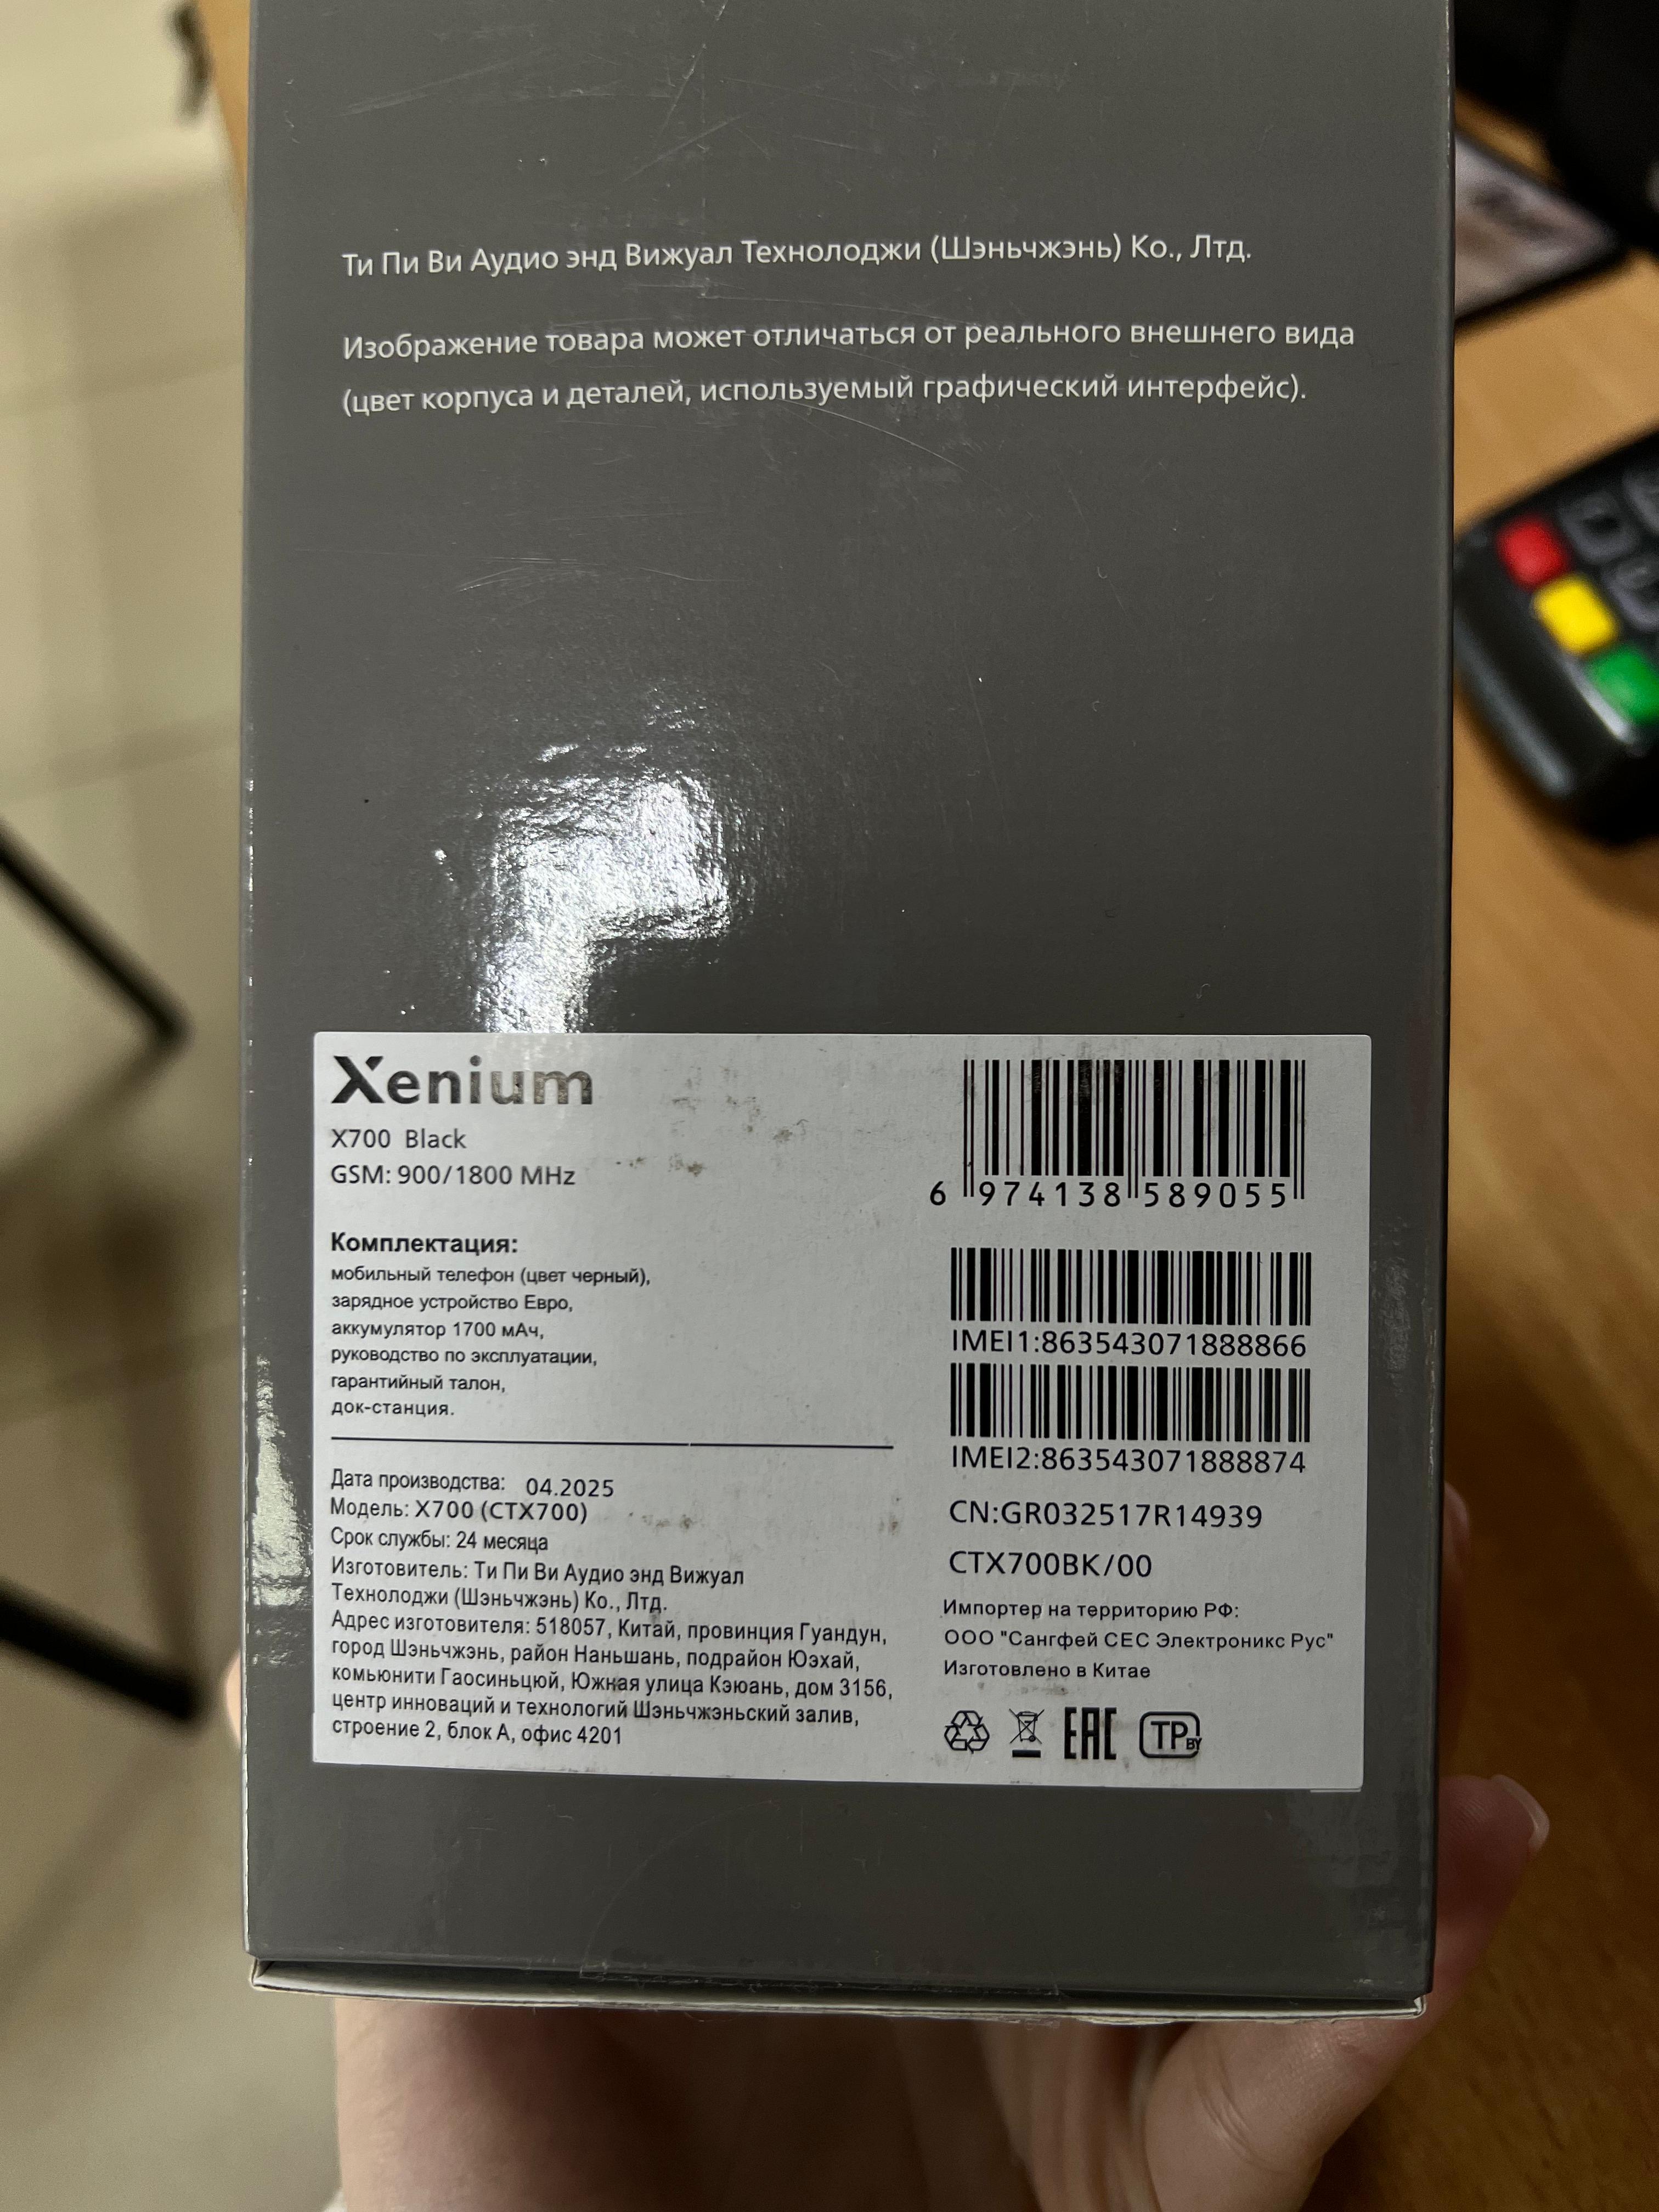 Ти Пи Ви Аудио энд Вижуал Технолоджи (Шэньчжэнь) Ко., Лтд.
Изображение товара может отличаться от реального внешнего вида
(цвет корпуса и деталей, используемый графический интерфейс).
Xenium
X700 Black
GSM: 900/1800 MHz
Комплектация:
мобильный телефон (цвет черный),
зарядное устройство Евро,
аккумулятор 1700 мАч,
руководство по эксплуатации,
гарантийный талон,
док-станция.
Дата производства: 04.2025
Модель: X700 (CTX700)
Срок службы: 24 месяца
Изготовитель: Ти Пи Ви Аудио энд Вижуал
Технолоджи (Шэньчжэнь) Ко., Лтд.
Адрес изготовителя: 518057, Китай, провинция Гуандун,
город Шэньчжэнь, район Наньшань, подрайон Юэхай,
комьюнити Гаосиньцюй, Южная улица Кэюань, дом 3156,
центр инноваций и технологий Шэньчжэньский залив,
строение 2, блок А, офис 4201
6 974138 589055
IMEI1:863543071888866
IMEI2:863543071888874
CN:GR032517R14939
CTX700BK/00
Импортер на территорию РФ:
ООО "Сангфей СЕС Электроникс Рус"
Изготовлено в Китае
EAC TP BY